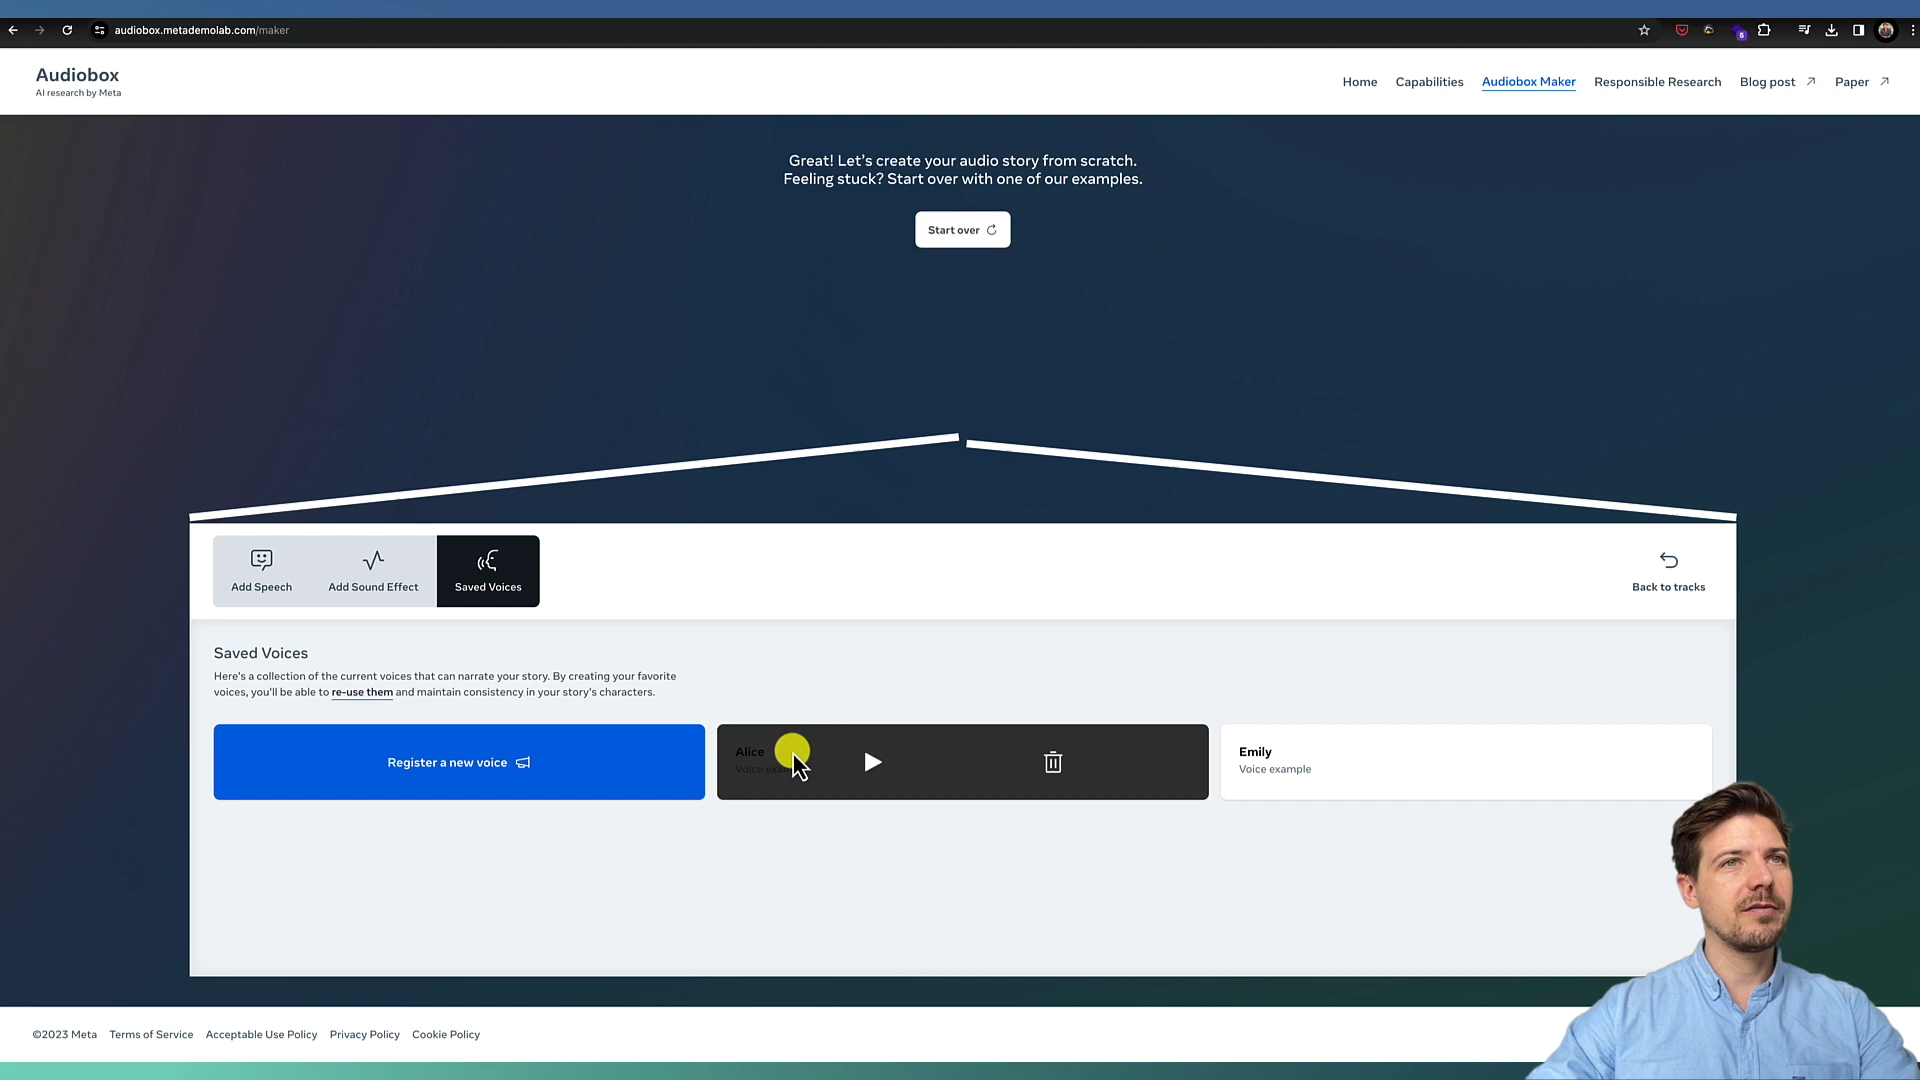 audiobox.metademolab.com/maker
5
Audiobox
AI research by Meta
Home Capabilities Audiobox Maker Responsible Research Blog post Paper
Great! Let's create your audio story from scratch.
Feeling stuck? Start over with one of our examples.
Start over
Add Speech Add Sound Effect Saved Voices
Back to tracks
Saved Voices
Here's a collection of the current voices that can narrate your story. By creating your favorite
voices, you'll be able to re-use them and maintain consistency in your story's characters.
Register a new voice
Alice
Voice
Emily
Voice example
©2023 Meta Terms of Service Acceptable Use Policy Privacy Policy Cookie Policy